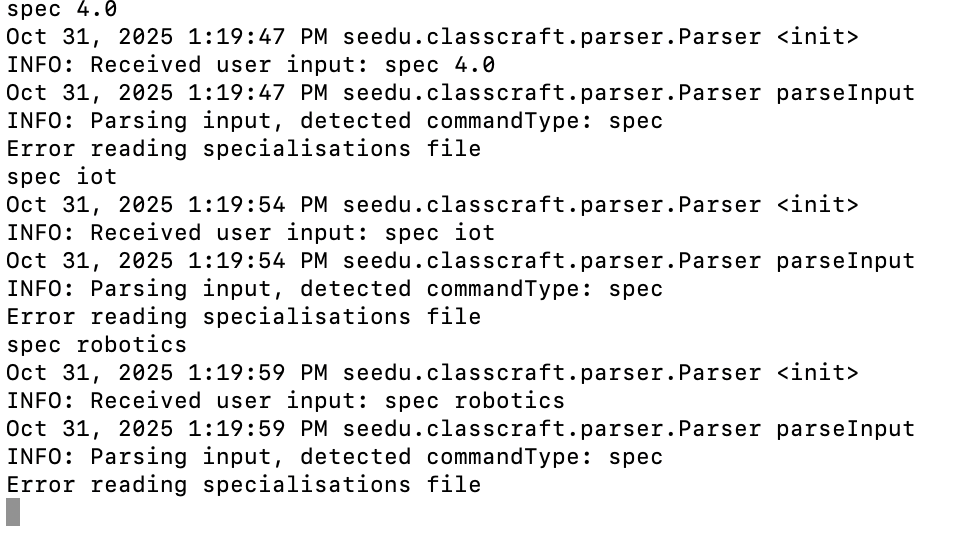 spec 4.0
Oct 31, 2025 1:19:47 PM seedu.classcraft.parser.Parser <init>
INFO: Received user input: spec 4.0
Oct 31, 2025 1:19:47 PM seedu.classcraft.parser.Parser parseInput
INFO: Parsing input, detected commandType: spec
Error reading specialisations file
spec iot
Oct 31, 2025 1:19:54 PM seedu.classcraft.parser.Parser <init>
INFO: Received user input: spec iot
Oct 31, 2025 1:19:54 PM seedu.classcraft.parser.Parser parseInput
INFO: Parsing input, detected commandType: spec
Error reading specialisations file
spec robotics
Oct 31, 2025 1:19:59 PM seedu.classcraft.parser.Parser <init>
INFO: Received user input: spec robotics
Oct 31, 2025 1:19:59 PM seedu.classcraft.parser.Parser parseInput
INFO: Parsing input, detected commandType: spec
Error reading specialisations file